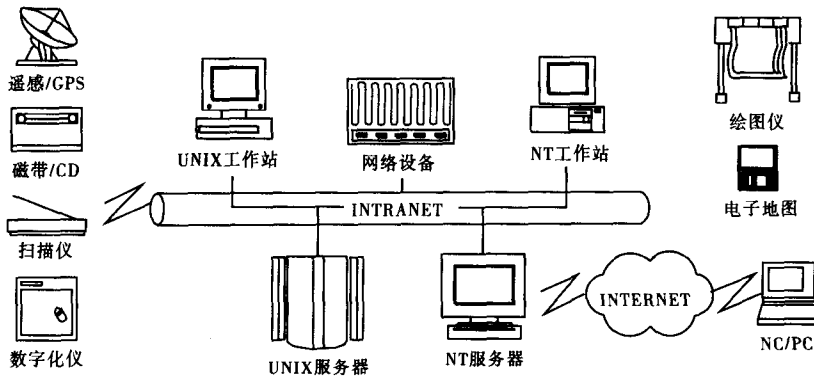 遥感/GPS
磁带/CD
扫描仪
数字化仪
UNIX工作站
网络设备
NT工作站
INTRANET
UNIX服务器
NT服务器
INTERNET
绘图仪
电子地图
NC/PC